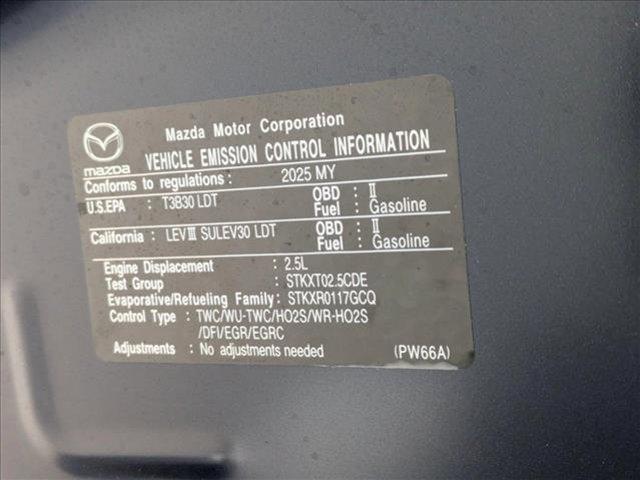 Mazda Motor Corporation
mazda
VEHICLE EMISSION CONTROL INFORMATION
Conforms to regulations : 2025 MY
U.S.EPA : T3B30 LDT OBD : II
Fuel : Gasoline
California : LEVⅢ SULEV30 LDT OBD : II
Fuel : Gasoline
Engine Displacement : 2.5L
Test Group : STKXT02.5CDE
Evaporative/Refueling Family : STKXR0117GCQ
Control Type : TWC/WU-TWC/HO2S/WR-HO2S
/DFI/EGR/EGRC
Adjustments : No adjustments needed (PW66A)